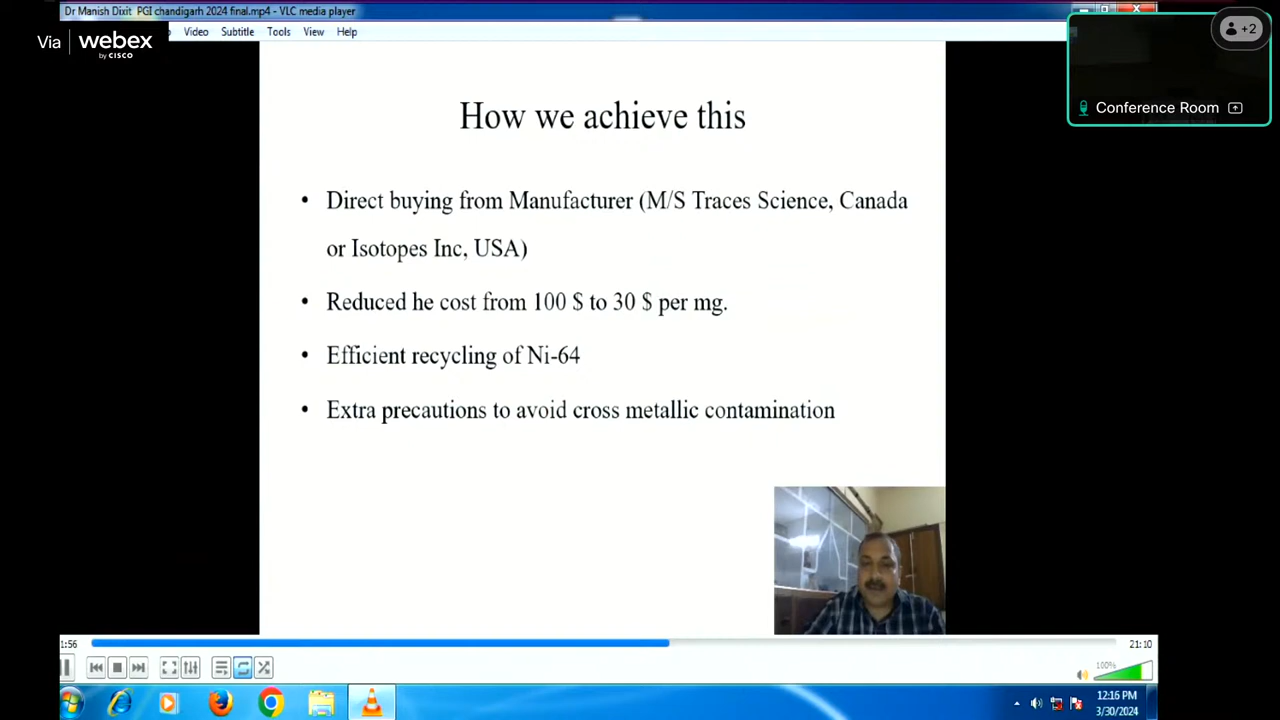 Dr Manish Dixit PGI chandigarh 2024 final.mp4 - VLC media player
Via webex
by CISCO
Video Subtitle Tools View Help
+2
Conference Room
How we achieve this
• Direct buying from Manufacturer (M/S Traces Science, Canada
or Isotopes Inc, USA)
• Reduced he cost from 100 $ to 30 $ per mg.
• Efficient recycling of Ni-64
• Extra precautions to avoid cross metallic contamination
1:56
21:10
100%
12:16 PM
3/30/2024